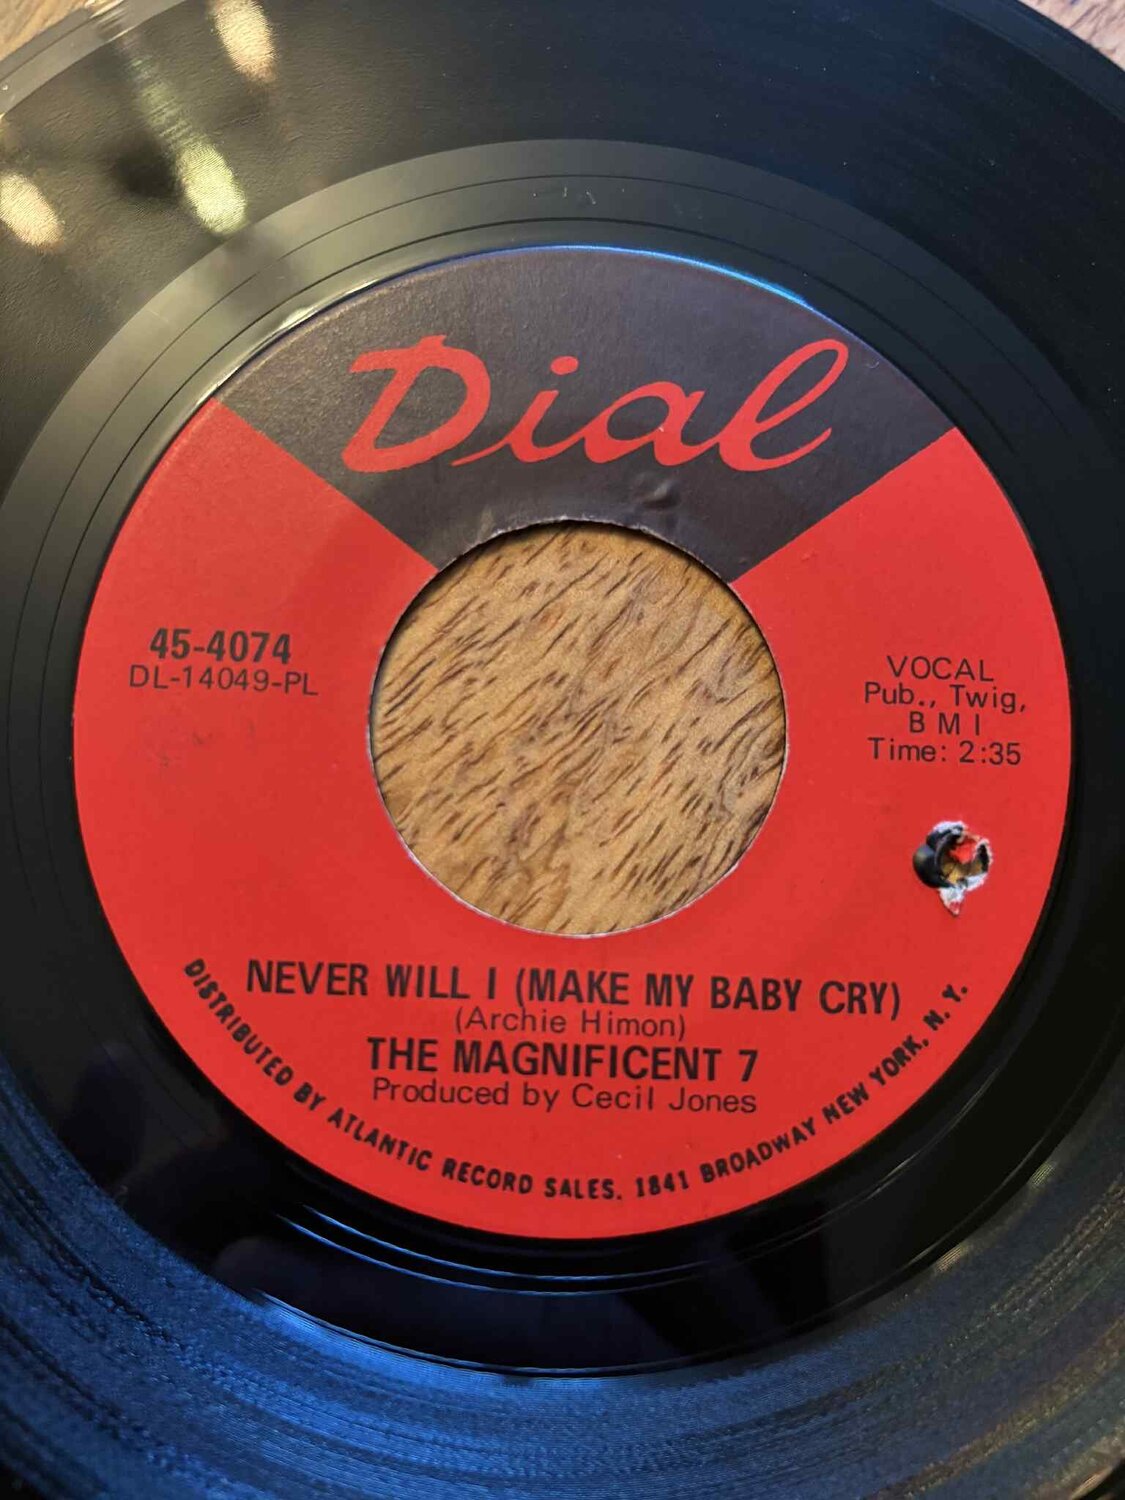 Dial
45-4074
DL-14049-PL
VOCAL
Pub., Twig,
B M I
Time: 2:35
NEVER WILL I (MAKE MY BABY CRY)
(Archie Himon)
THE MAGNIFICENT 7
Produced by Cecil Jones
DISTRIBUTED BY ATLANTIC RECORD SALES. 1841 BROADWAY NEW YORK, N. Y.